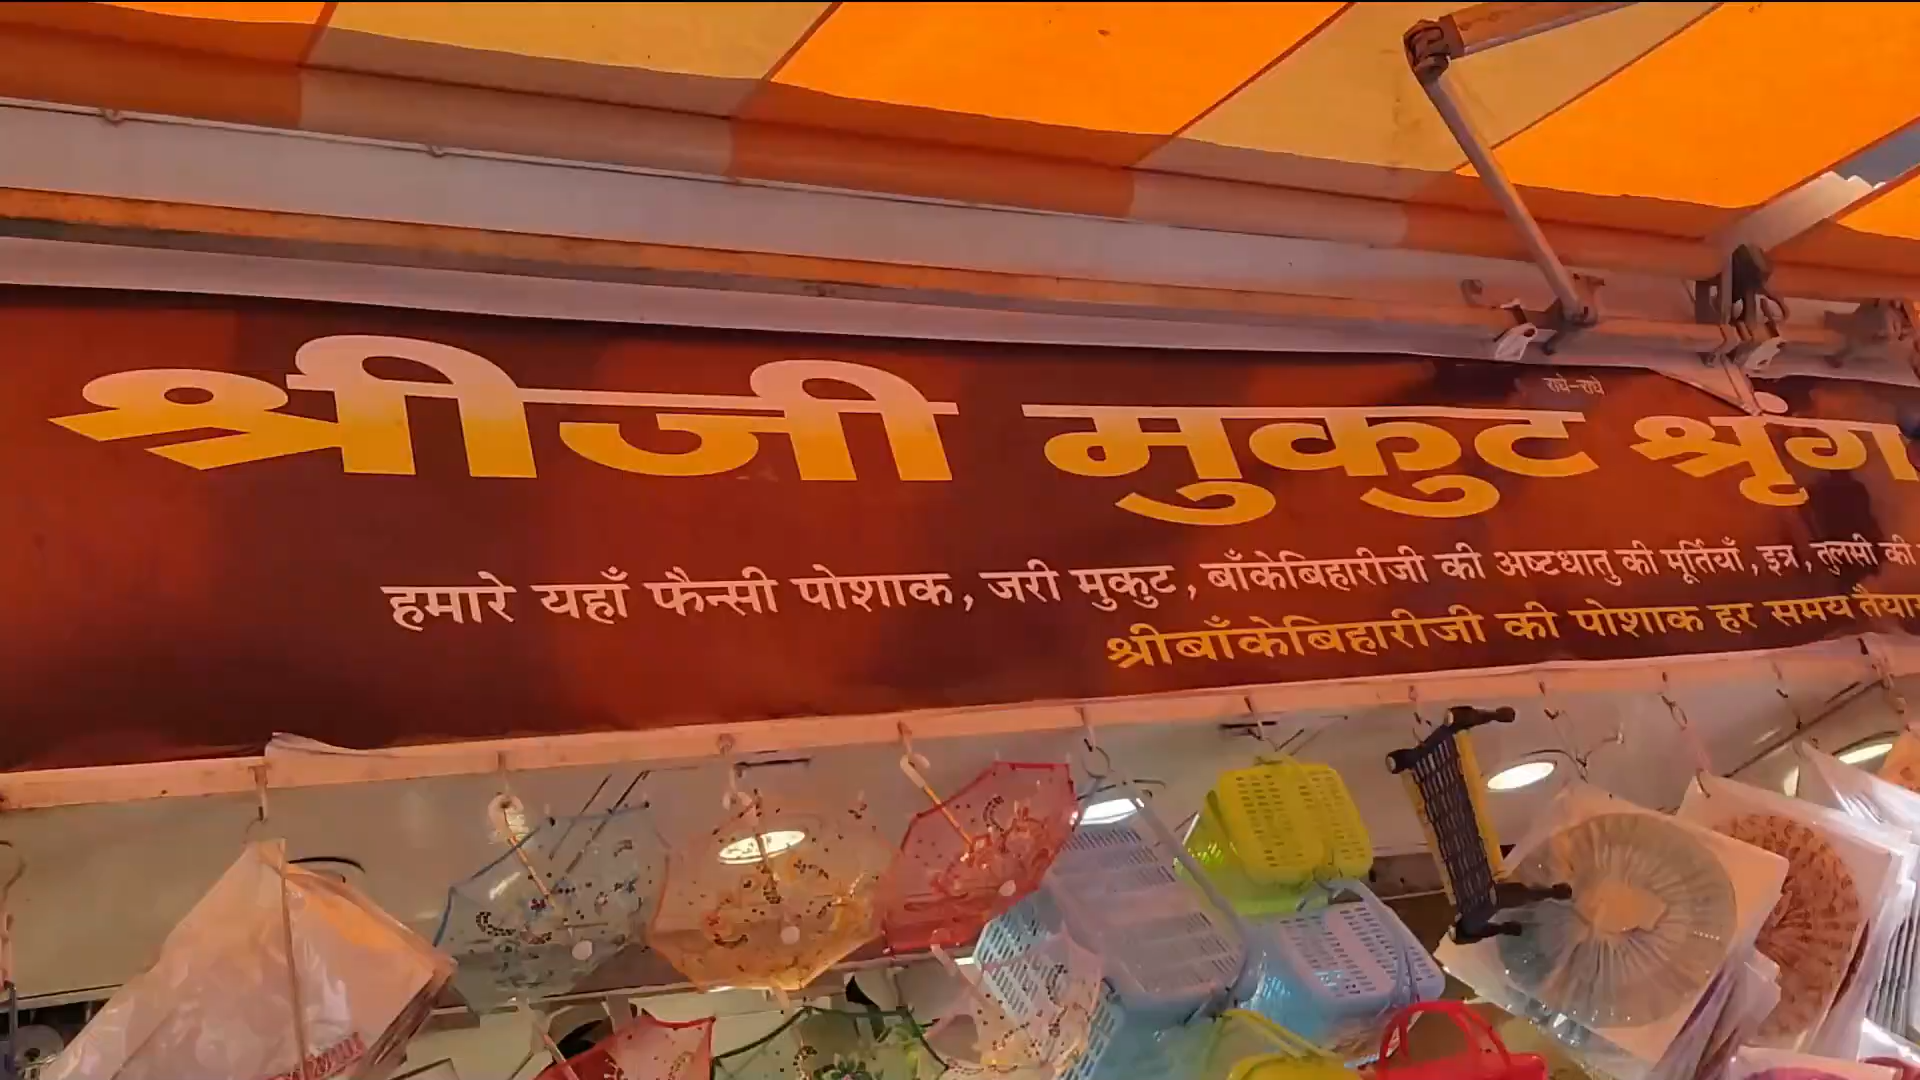 राधे-राधे
श्रीजी मुकुट श्रृंग
हमारे यहाँ फैन्सी पोशाक, जरी मुकुट, बाँकेबिहारीजी की अष्टधातु की मूर्तियाँ, इत्र, तुलसी की
श्रीबाँकेबिहारीजी की पोशाक हर समय तैया